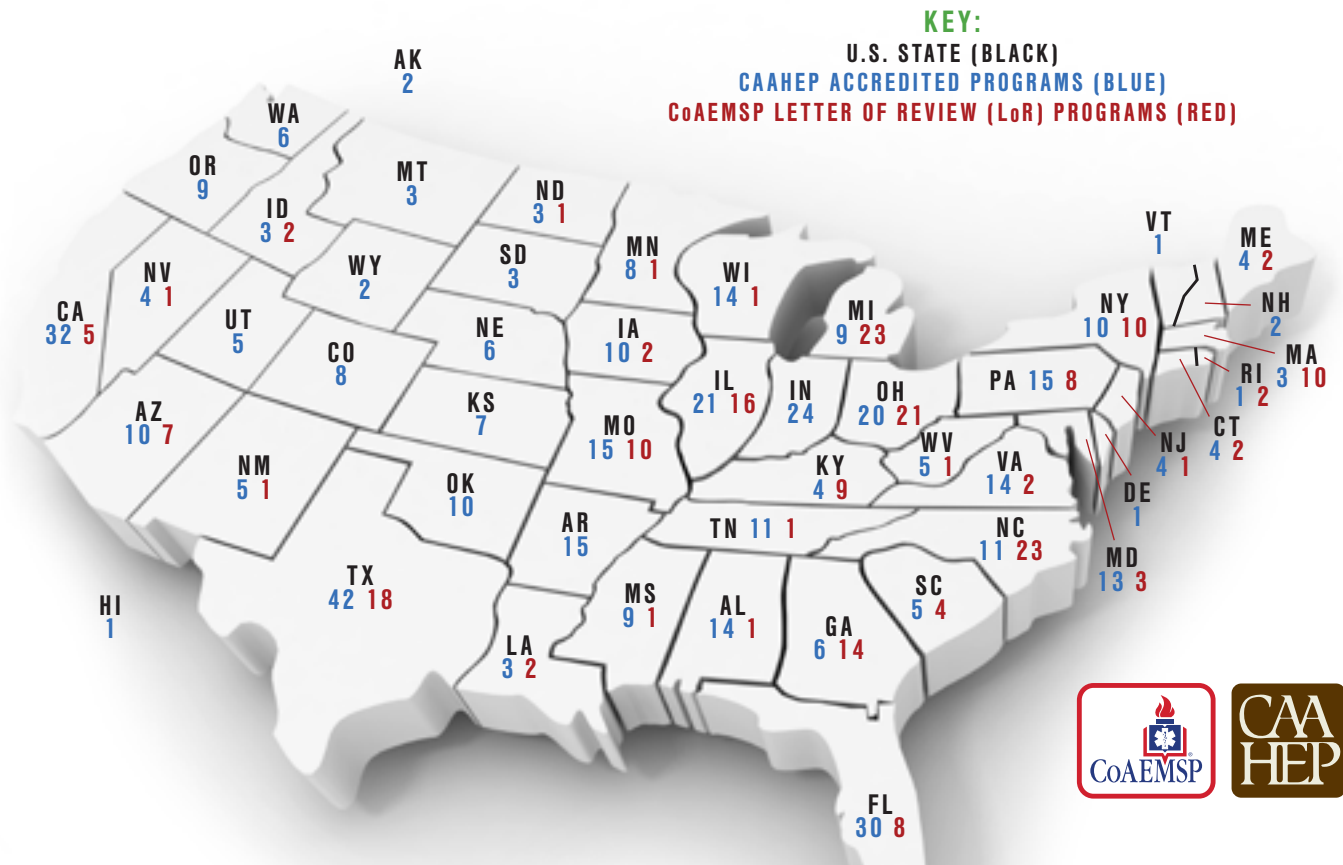 KEY:
U.S. STATE (BLACK)
CAAHEP ACCREDITED PROGRAMS (BLUE)
CoAEMSP LETTER OF REVIEW (LoR) PROGRAMS (RED)
AK
2
WA
6
OR
9
MT
3
ID
3 2
ND
3 1
MN
8 1
SD
3
WI
14 1
WY
2
NV
4 1
CA
32 5
UT
5
CO
8
NE
6
IA
10 2
MI
9 23
VT
1
ME
4 2
NY
10 10
NH
2
MA
3 10
RI
1 2
CT
4 2
NJ
4 1
PA 15 8
DE
1
MD
13 3
IL
21 16
IN
24
OH
20 21
WV
5 1
VA
14 2
KY
4 9
KS
7
MO
15 10
AZ
10 7
NM
5 1
OK
10
AR
15
TN 11 1
NC
11 23
SC
5 4
TX
42 18
LA
3 2
MS
9 1
AL
14 1
GA
6 14
HI
1
FL
30 8
CoAEMSP
®
CAA
HEP